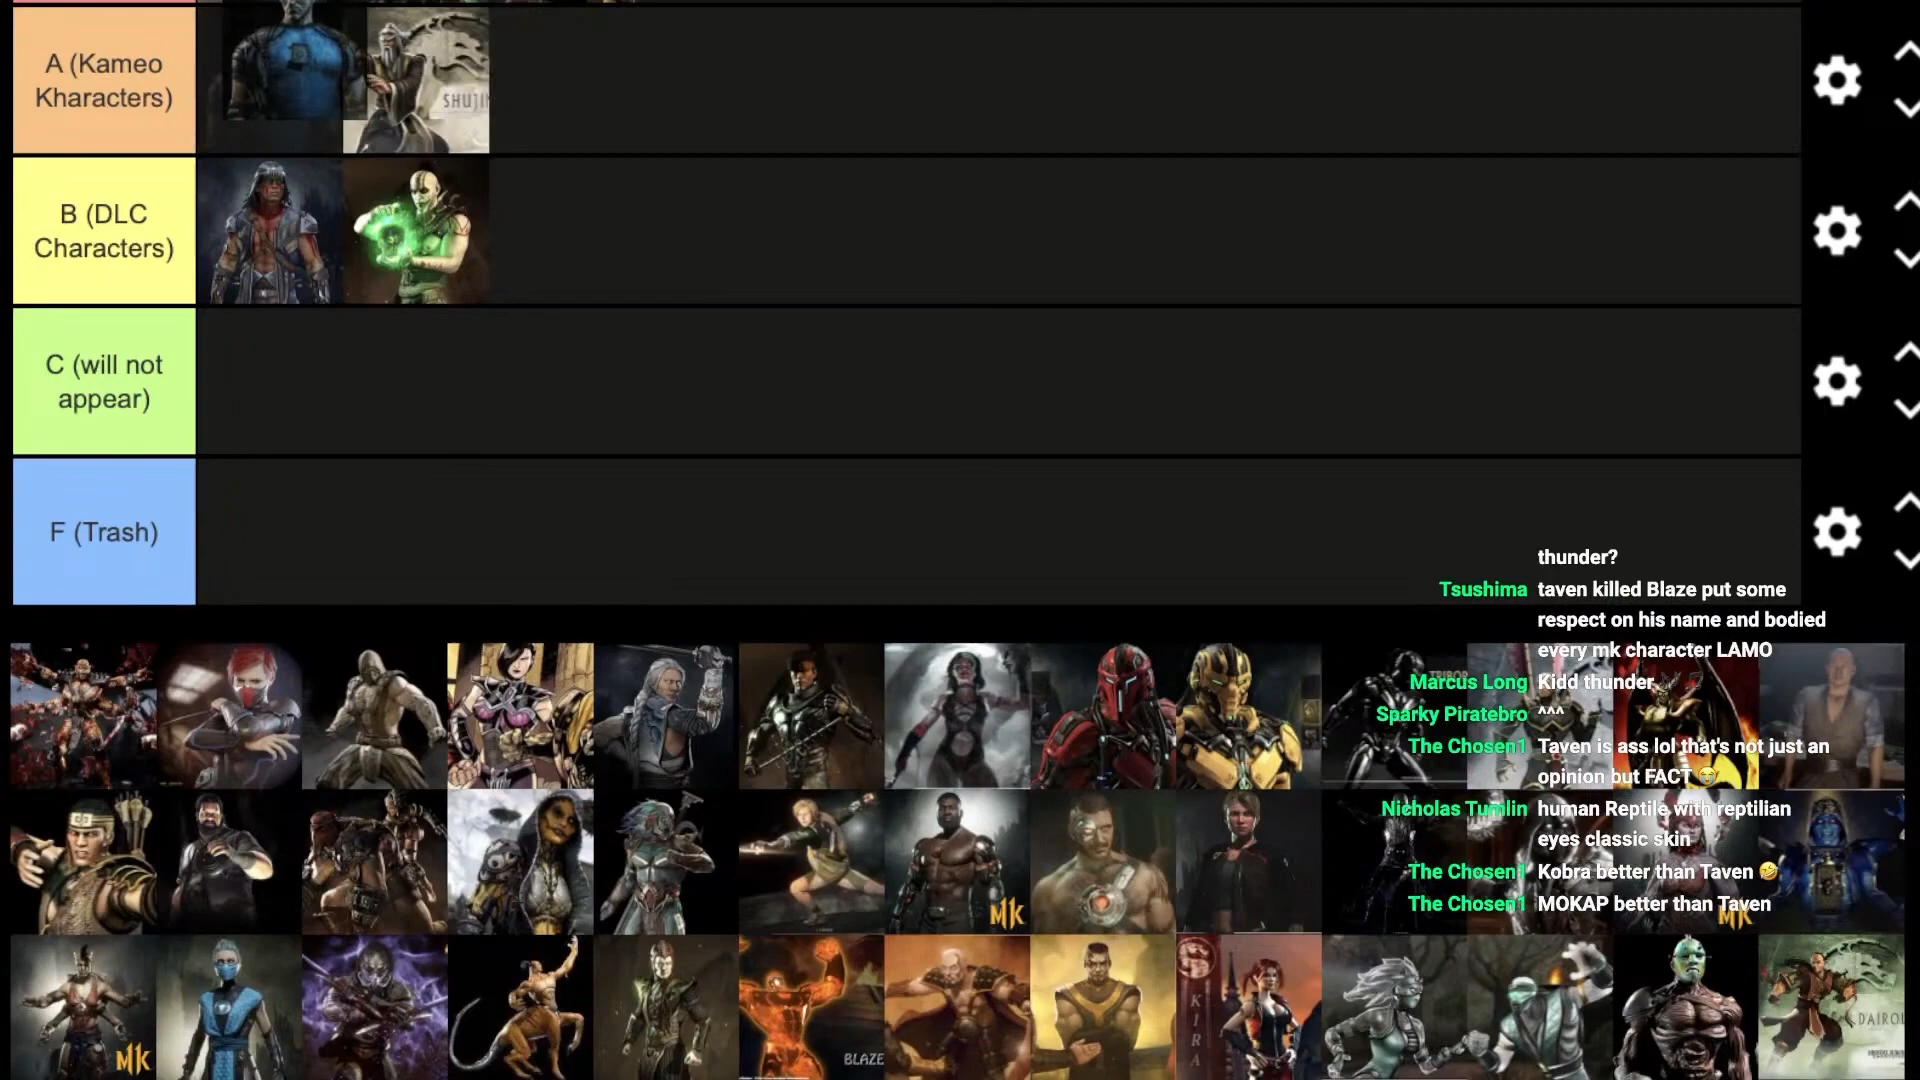 A (Kameo
Kharacters)
SHUJIN
B (DLC
Characters)
C (will not
appear)
F (Trash)
thunder?
Tsushima taven killed Blaze put some
respect on his name and bodied
every mk character LAMO
Marcus Long Kidd thunder
Sparky Piratebro ^^^
The Chosen1 Taven is ass lol that's not just an
opinion but FACT 😭
Nicholas Tumlin human Reptile with reptilian
eyes classic skin
The Chosen1 Kobra better than Taven 🤣
The Chosen1 MOKAP better than Taven
MK
MK
MK
BLAZE
KIRA
DAIROU